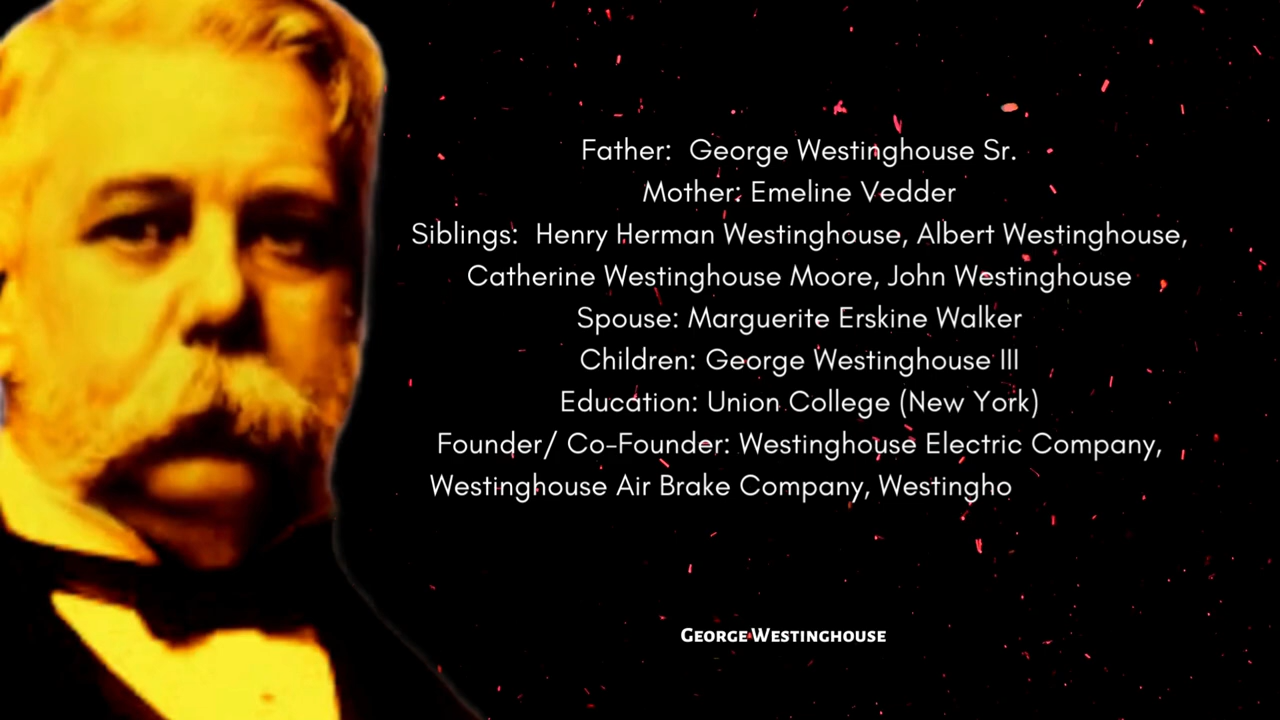 Father: George Westinghouse Sr.
Mother: Emeline Vedder
Siblings: Henry Herman Westinghouse, Albert Westinghouse,
Catherine Westinghouse Moore, John Westinghouse
Spouse: Marguerite Erskine Walker
Children: George Westinghouse III
Education: Union College (New York)
Founder/ Co-Founder: Westinghouse Electric Company,
Westinghouse Air Brake Company, Westingho
George Westinghouse